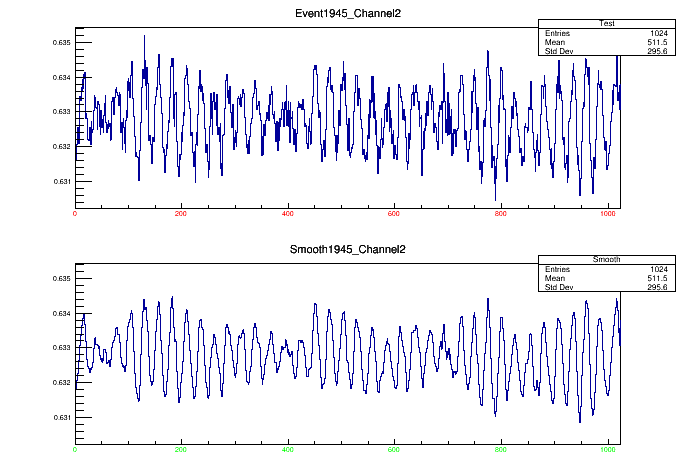 Event1945_Channel2
Test
Entries 1024
Mean 511.5
Std Dev 295.6
0.635
0.634
0.633
0.632
0.631
0 200 400 600 800 1000
Smooth1945_Channel2
Smooth
Entries 1024
Mean 511.5
Std Dev 295.6
0.635
0.634
0.633
0.632
0.631
0 200 400 600 800 1000